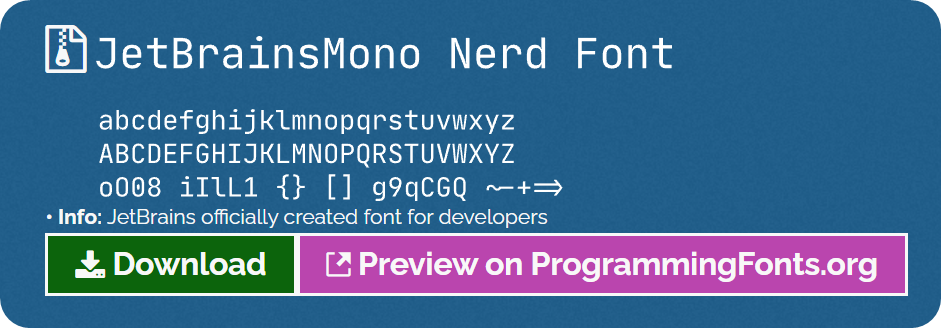 JetBrainsMono Nerd Font
abcdefghijklmnopqrstuvwxyz
ABCDEFGHIJKLMNOPQRSTUVWXYZ
oO08 iIlL1 {} [] g9qCGQ ~-+=>
• Info: JetBrains officially created font for developers
Download
Preview on ProgrammingFonts.org